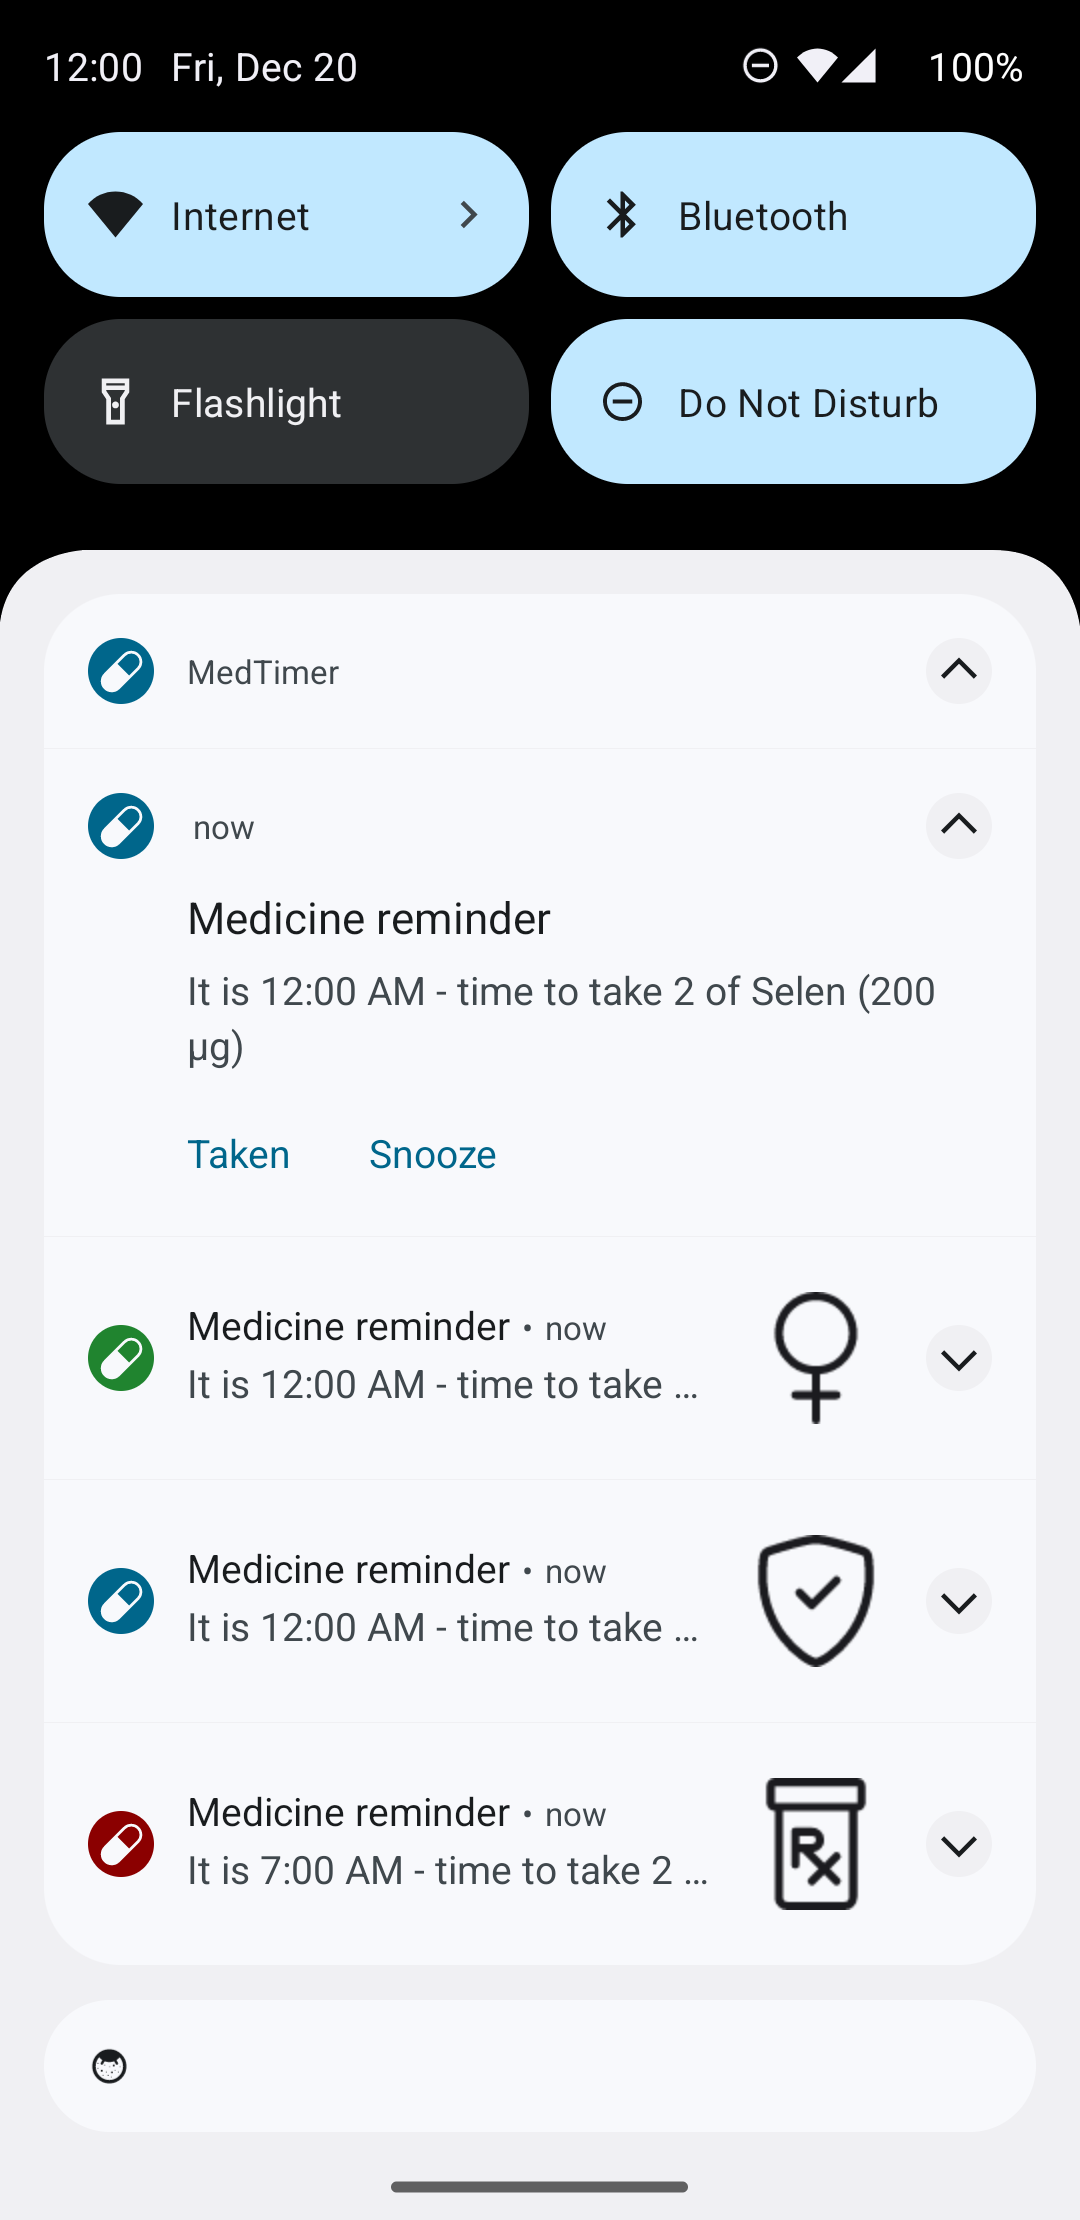 12:00 Fri, Dec 20 100%
Internet
Bluetooth
Flashlight
Do Not Disturb
MedTimer
now
Medicine reminder
It is 12:00 AM - time to take 2 of Selen (200
µg)
Taken Snooze
Medicine reminder • now
It is 12:00 AM - time to take ...
Medicine reminder • now
It is 12:00 AM - time to take ...
Medicine reminder • now
It is 7:00 AM - time to take 2 ...
Rx